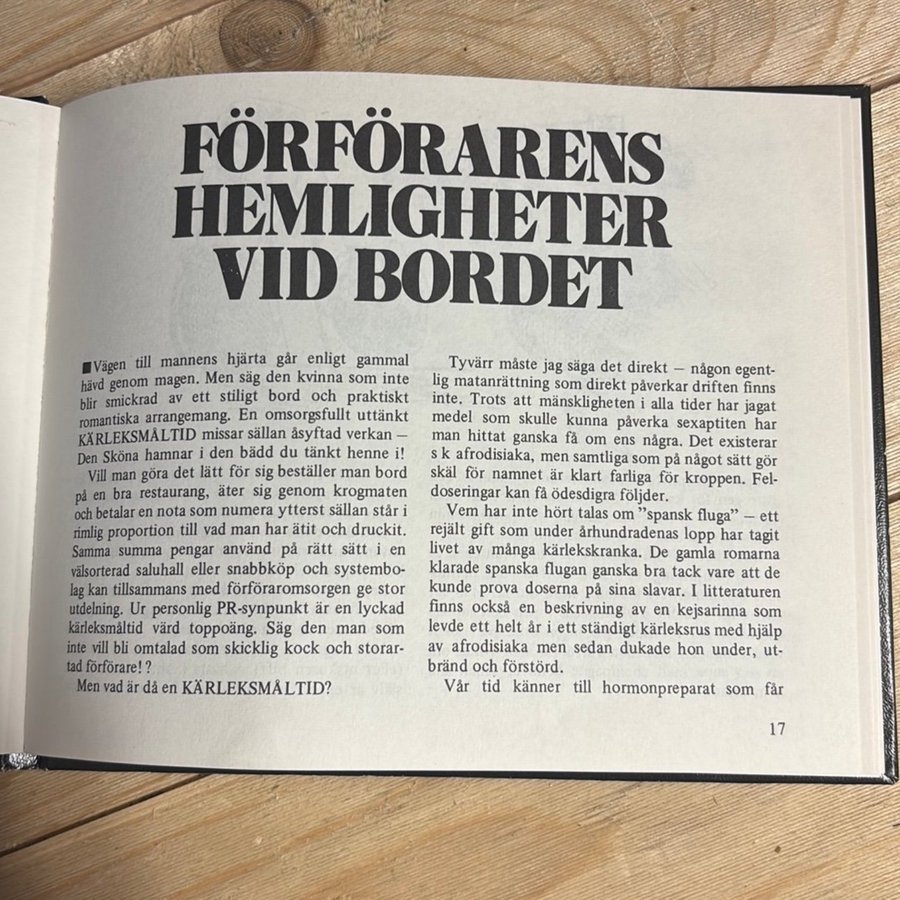 FÖRFÖRARENS
HEMLIGHETER
VID BORDET
■Vägen till mannens hjärta går enligt gammal
hävd genom magen. Men säg den kvinna som inte
blir smickrad av ett stiligt bord och praktiskt
romantiska arrangemang. En omsorgsfullt uttänkt
KÄRLEKSMÅLTID missar sällan åsyftad verkan –
Den Sköna hamnar i den bädd du tänkt henne i!
Vill man göra det lätt för sig beställer man bord
på en bra restaurang, äter sig genom krogmaten
och betalar en nota som numera ytterst sällan står i
rimlig proportion till vad man har ätit och druckit.
Samma summa pengar använd på rätt sätt i en
välsorterad saluhall eller snabbköp och systembo-
lag kan tillsammans med förföraromsorgen ge stor
utdelning. Ur personlig PR-synpunkt är en lyckad
kärleksmåltid värd toppoäng. Säg den man som
inte vill bli omtalad som skicklig kock och storar-
tad förförare!?
Men vad är då en KÄRLEKSMÅLTID?
Tyvärr måste jag säga det direkt – någon egent-
lig matanrättning som direkt påverkar driften finns
inte. Trots att mänskligheten i alla tider har jagat
medel som skulle kunna påverka sexaptiten har
man hittat ganska få om ens några. Det existerar
s k afrodisiaka, men samtliga som på något sätt gör
skäl för namnet är klart farliga för kroppen. Fel-
doseringar kan få ödesdigra följder.
Vem har inte hört talas om ”spansk fluga” – ett
rejält gift som under århundradenas lopp har tagit
livet av många kärlekskranka. De gamla romarna
klarade spanska flugan ganska bra tack vare att de
kunde prova doserna på sina slavar. I litteraturen
finns också en beskrivning av en kejsarinna som
levde ett helt år i ett ständigt kärleksrus med hjälp
av afrodisiaka men sedan dukade hon under, ut-
bränd och förstörd.
Vår tid känner till hormonpreparat som får
17